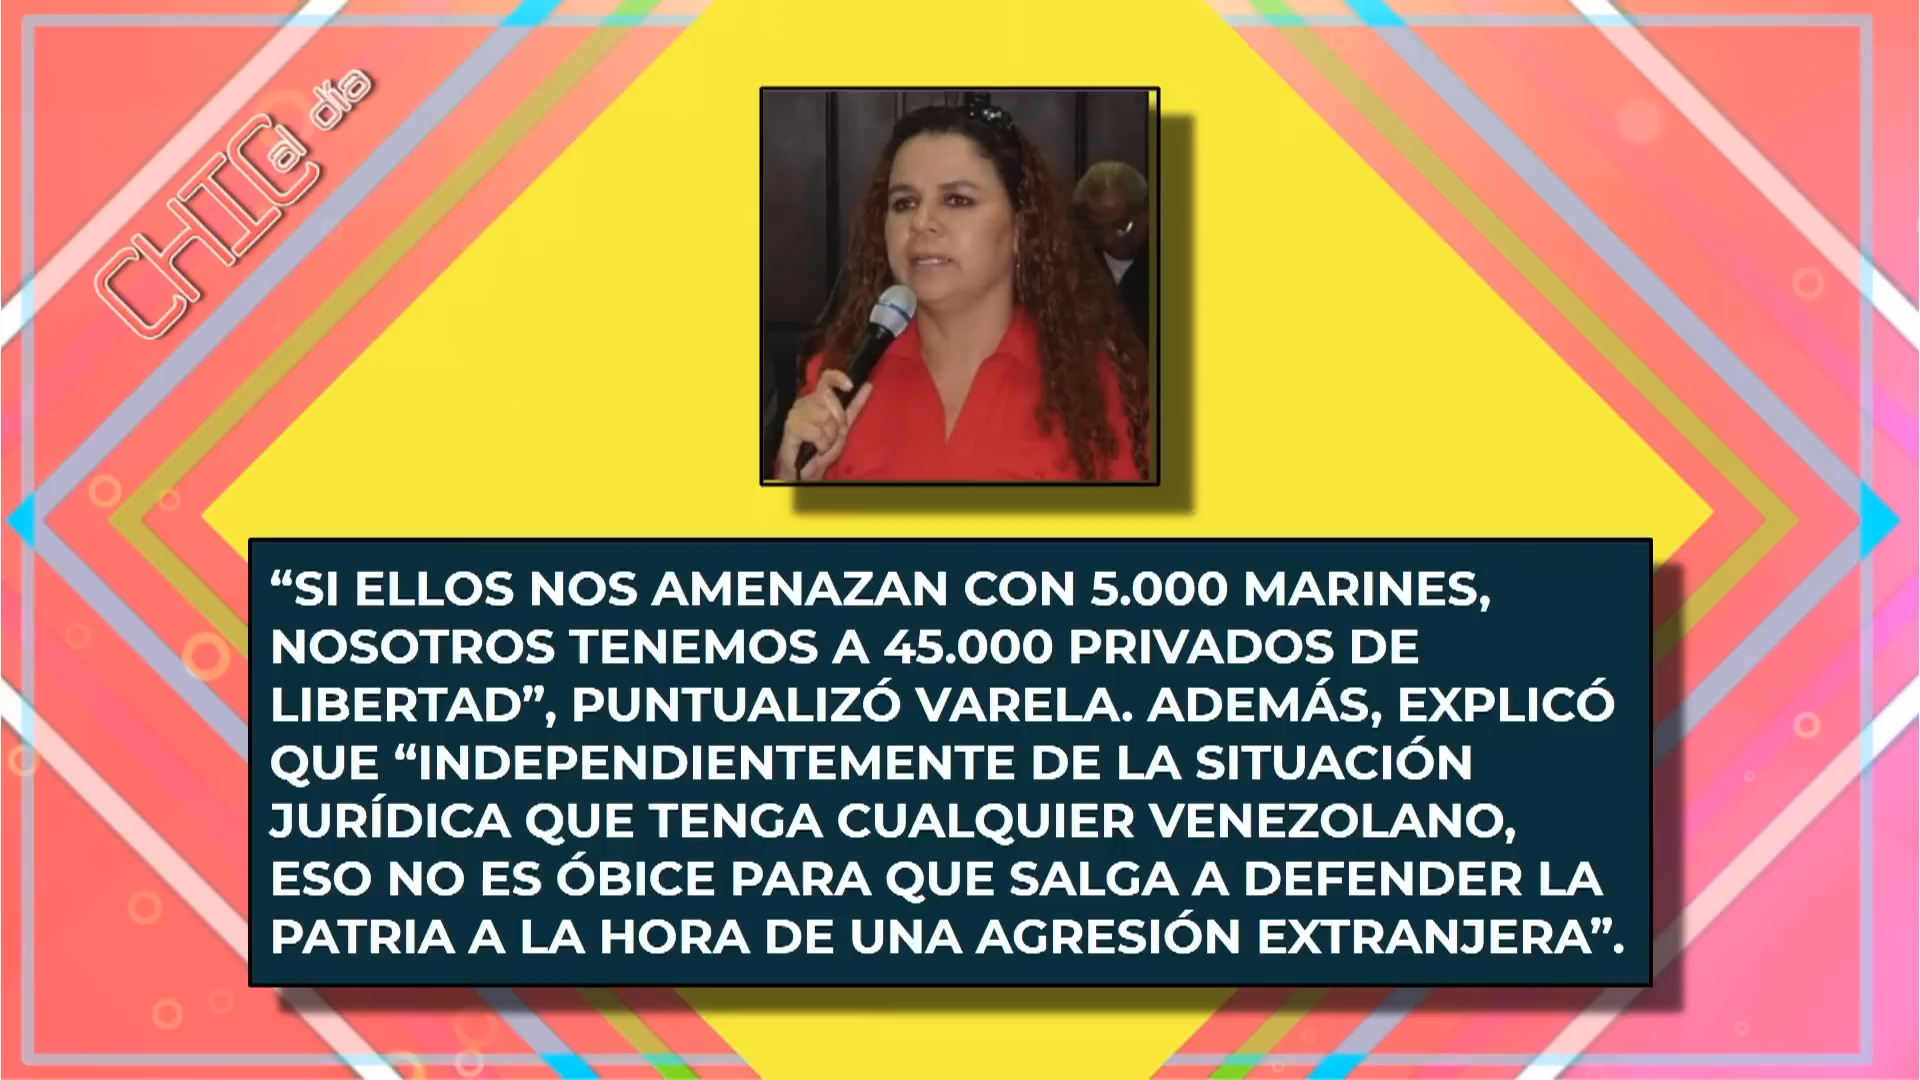 CHIC al día
“SI ELLOS NOS AMENAZAN CON 5.000 MARINES,
NOSOTROS TENEMOS A 45.000 PRIVADOS DE
LIBERTAD”, PUNTUALIZÓ VARELA. ADEMÁS, EXPLICÓ
QUE “INDEPENDIENTEMENTE DE LA SITUACIÓN
JURÍDICA QUE TENGA CUALQUIER VENEZOLANO,
ESO NO ES ÓBICE PARA QUE SALGA A DEFENDER LA
PATRIA A LA HORA DE UNA AGRESIÓN EXTRANJERA”.